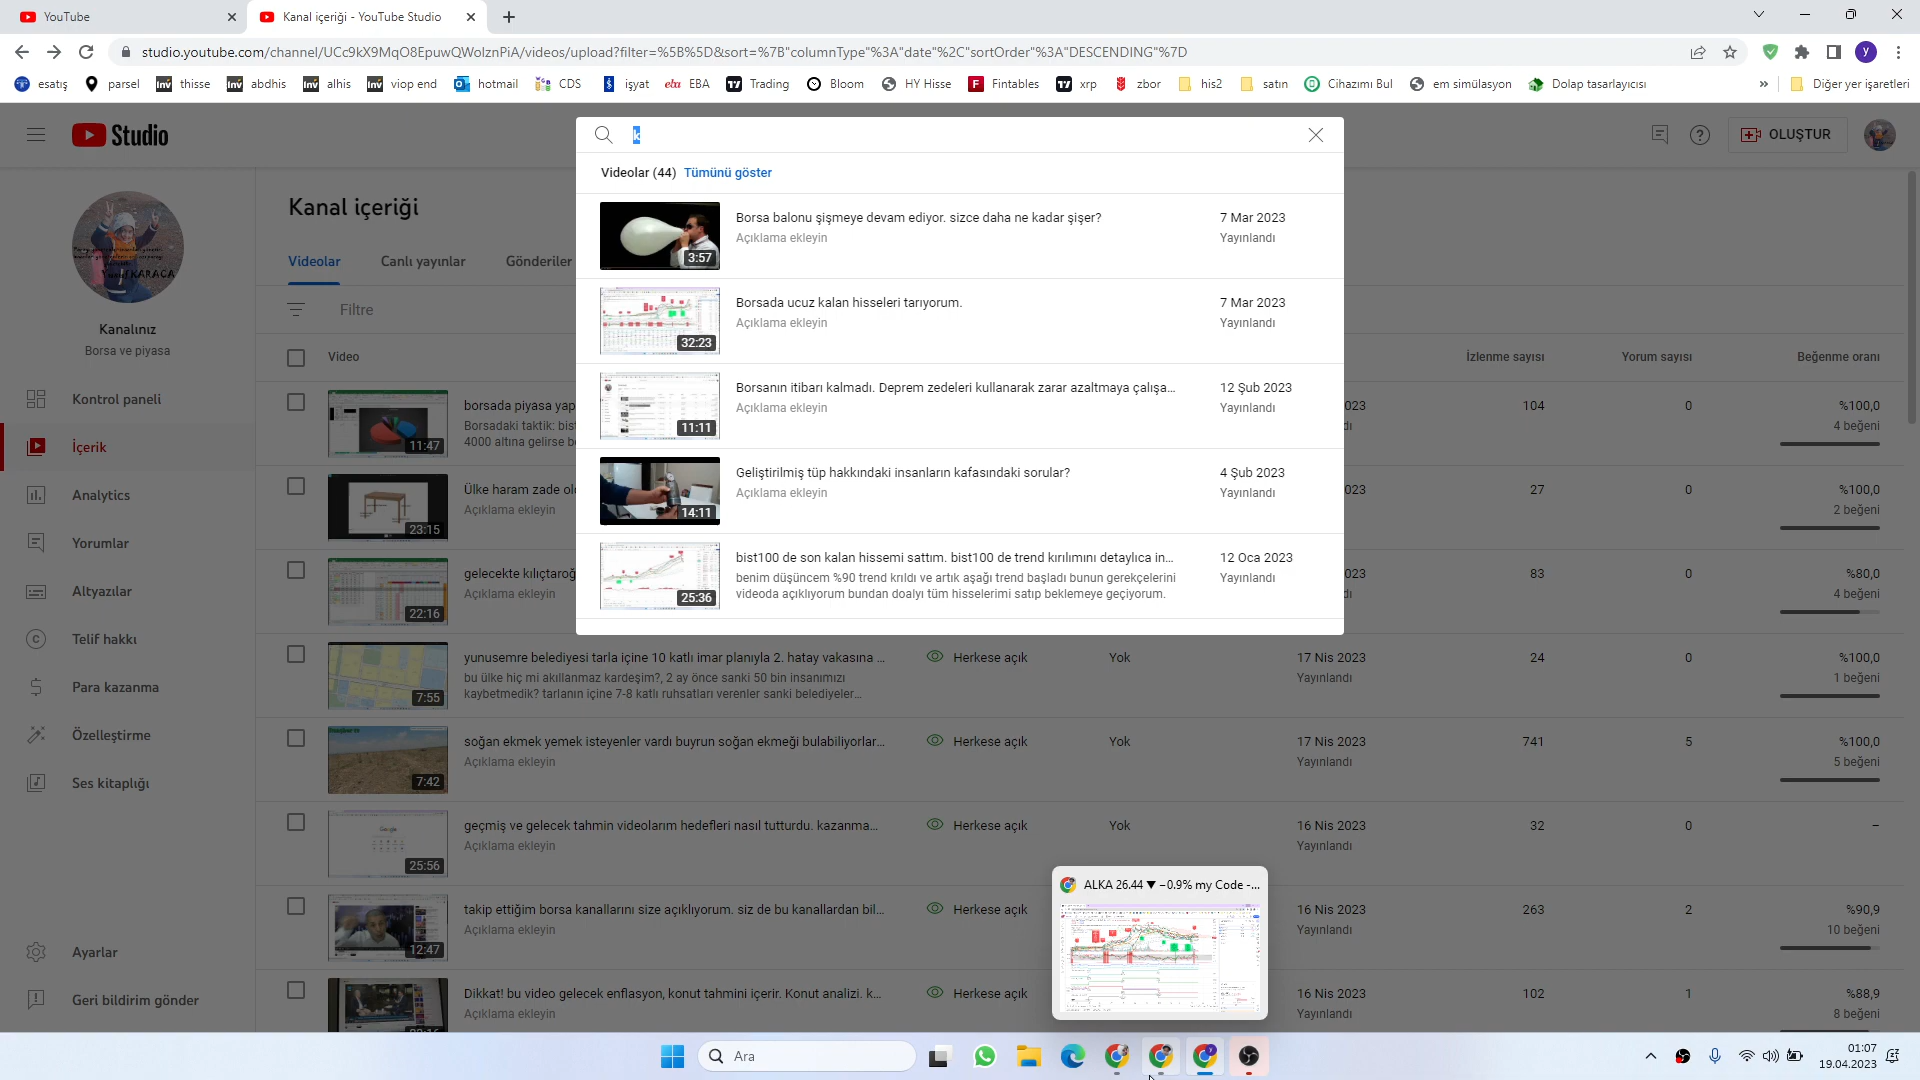 YouTube
Kanal içeriği - YouTube Studio
studio.youtube.com/channel/UCc9kX9MqO8EpuwQWolznPiA/videos/upload?filter=%5B%5D&sort=%7B"columnType"%3A"date"%2C"sortOrder"%3A"DESCENDING"%7D
esatış parsel thisse abdhis alhis viop end hotmail CDS işyat EBA Trading Bloom HY Hisse Fintables xrp zbor his2 satın Cihazımı Bul em simülasyon Dolap tasarlayıcısı » Diğer yer işaretleri
Studio
k
OLUŞTUR
Videolar (44) Tümünü göster
Borsa balonu şişmeye devam ediyor. sizce daha ne kadar şişer? 7 Mar 2023
Açıklama ekleyin Yayınlandı
3:57
Borsada ucuz kalan hisseleri tarıyorum. 7 Mar 2023
Açıklama ekleyin Yayınlandı
32:23
Borsanın itibarı kalmadı. Deprem zedeleri kullanarak zarar azaltmaya çalışa... 12 Şub 2023
Açıklama ekleyin Yayınlandı
11:11
Geliştirilmiş tüp hakkındaki insanların kafasındaki sorular? 4 Şub 2023
Açıklama ekleyin Yayınlandı
14:11
bist100 de son kalan hissemi sattım. bist100 de trend kırılımını detaylıca in... 12 Oca 2023
benim düşüncem %90 trend krıldı ve artık aşağı trend başladı bunun gerekçelerini Yayınlandı
videoda açıklıyorum bundan doalyı tüm hisselerimi satıp beklemeye geçiyorum.
25:36
Yusuf KARACA
Kanalınız
Borsa ve piyasa
Kontrol paneli
İçerik
Analytics
Yorumlar
Altyazılar
Telif hakkı
Para kazanma
Özelleştirme
Ses kitaplığı
Ayarlar
Geri bildirim gönder
Kanal içeriği
Videolar Canlı yayınlar Gönderiler
Filtre
Video İzlenme sayısı Yorum sayısı Beğenme oranı
borsada piyasa yap 023 104 0 %100,0
Borsadaki taktik: bist 4 beğeni
4000 altına gelirse b
11:47
Ülke haram zade ol 023 27 0 %100,0
Açıklama ekleyin 2 beğeni
23:15
gelecekte kılıçtaroğ 023 83 0 %80,0
Açıklama ekleyin 4 beğeni
22:16
yunusemre belediyesi tarla içine 10 katlı imar planıyla 2. hatay vakasına ... Herkese açık Yok 17 Nis 2023 24 0 %100,0
bu ülke hiç mi akıllanmaz kardeşim?, 2 ay önce sanki 50 bin insanımızı Yayınlandı 1 beğeni
kaybetmedik? tarlanın içine 7-8 katlı ruhsatları verenler sanki belediyeler...
7:55
soğan ekmek yemek isteyenler vardı buyrun soğan ekmeği bulabiliyorlar... Herkese açık Yok 17 Nis 2023 741 5 %100,0
Açıklama ekleyin Yayınlandı 5 beğeni
7:42
geçmiş ve gelecek tahmin videolarım hedefleri nasıl tutturdu. kazanma... Herkese açık Yok 16 Nis 2023 32 0 –
Açıklama ekleyin Yayınlandı
25:56
takip ettiğim borsa kanallarını size açıklıyorum. siz de bu kanallardan bil... Herkese açık 16 Nis 2023 263 2 %90,9
Açıklama ekleyin Yayınlandı 10 beğeni
12:47
Dikkat! bu video gelecek enflasyon, konut tahmini içerir. Konut analizi. k... Herkese açık 16 Nis 2023 102 1 %88,9
Açıklama ekleyin Yayınlandı 8 beğeni
ALKA 26.44 ▼ −0.9% my Code -...
Ara
01:07
19.04.2023